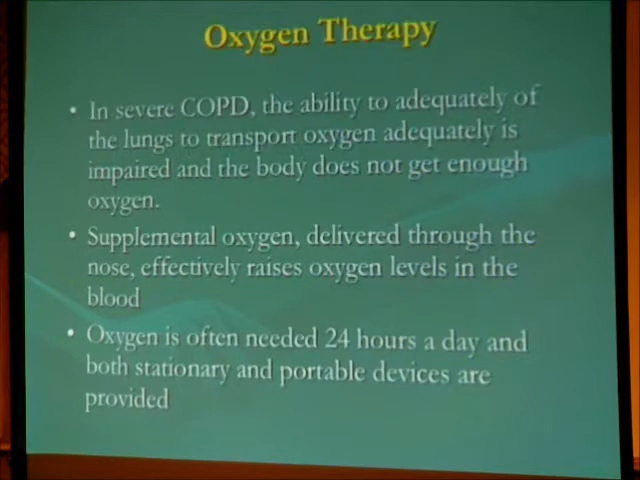 Oxygen Therapy
• In severe COPD, the ability to adequately of
the lungs to transport oxygen adequately is
impaired and the body does not get enough
oxygen.
• Supplemental oxygen, delivered through the
nose, effectively raises oxygen levels in the
blood
• Oxygen is often needed 24 hours a day and
both stationary and portable devices are
provided